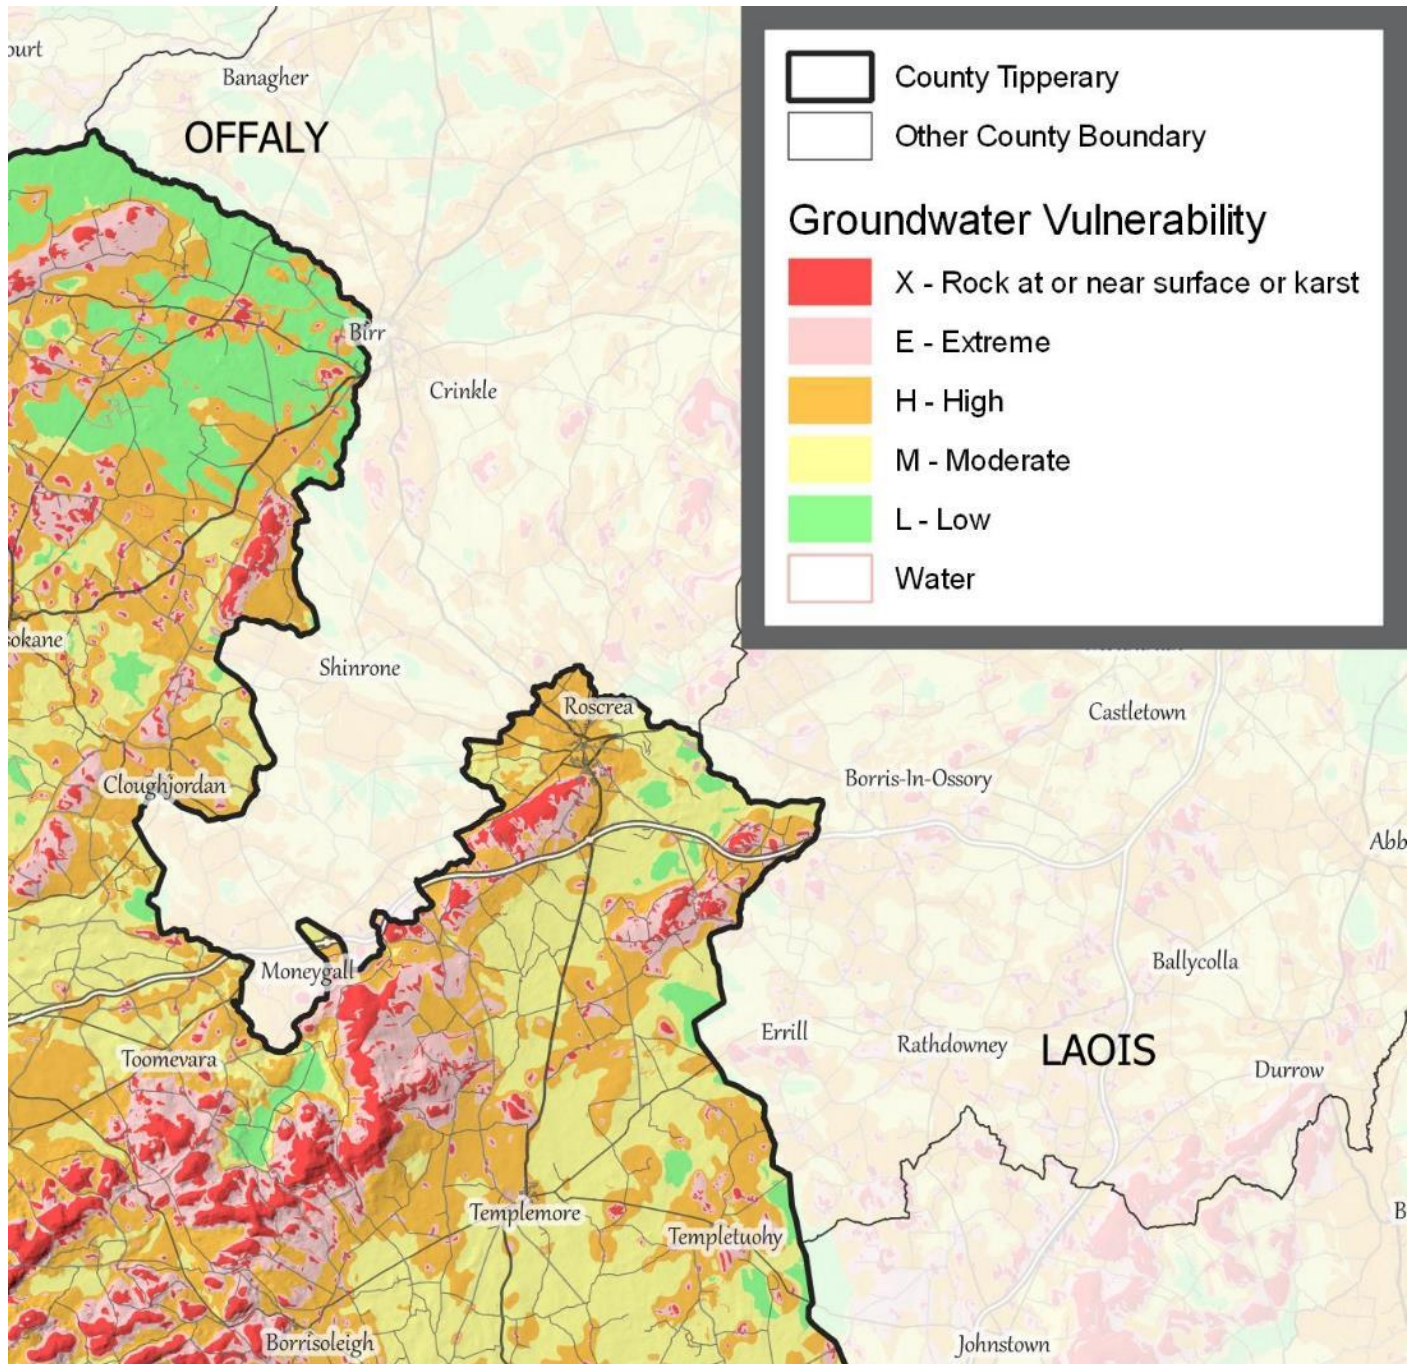 Banagher
OFFALY
Birr
Crinkle
County Tipperary
Other County Boundary
Groundwater Vulnerability
X - Rock at or near surface or karst
E - Extreme
H - High
M - Moderate
L - Low
Water
Shinrone
Roscrea
Castletown
Cloughjordan
Borris-In-Ossory
Moneygall
Ballycolla
Errill
Rathdowney
LAOIS
Durrow
Toomevara
Templemore
Templetuohy
Borrisoleigh
Johnstown